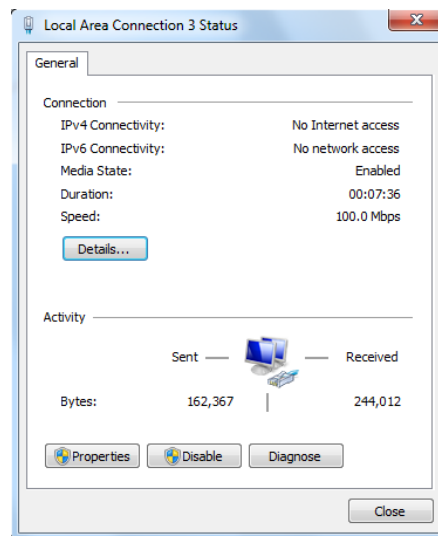 Local Area Connection 3 Status
General
Connection
IPv4 Connectivity: No Internet access
IPv6 Connectivity: No network access
Media State: Enabled
Duration: 00:07:36
Speed: 100.0 Mbps
Details...
Activity
Sent Received
Bytes: 162,367 244,012
Properties Disable Diagnose
Close